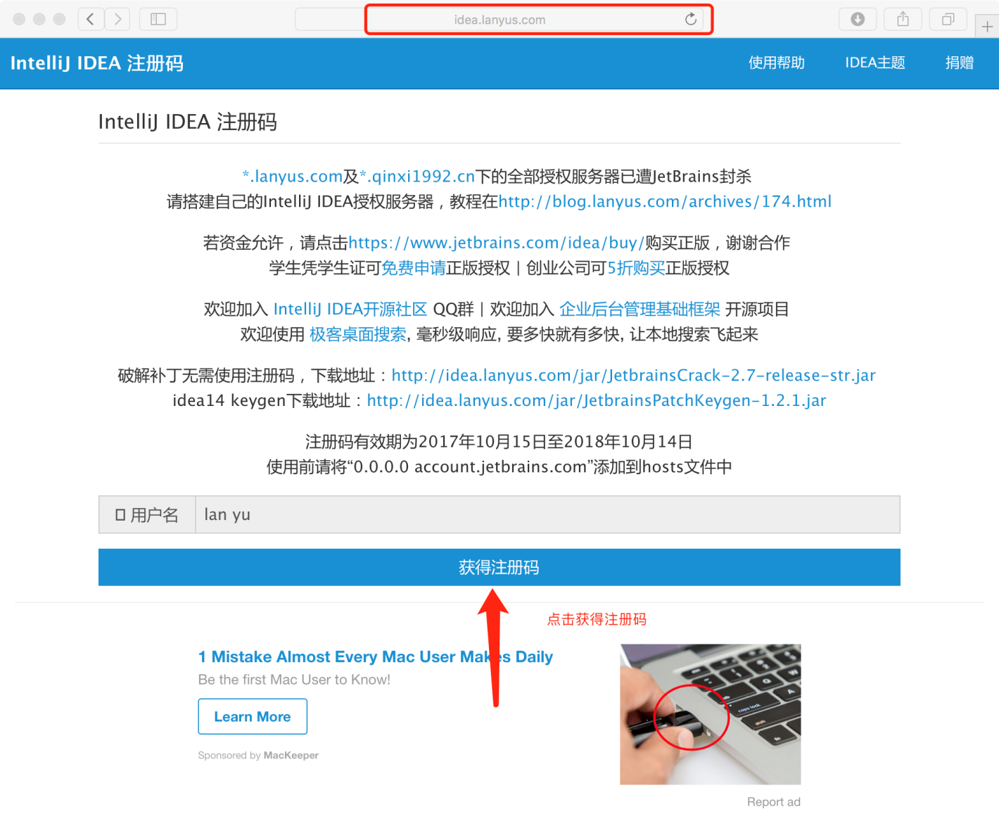 idea.lanyus.com
IntelliJ IDEA 注册码
使用帮助
IDEA主题
捐赠
IntelliJ IDEA 注册码
*.lanyus.com及*.qinxi1992.cn下的全部授权服务器已遭JetBrains封杀
请搭建自己的IntelliJ IDEA授权服务器，教程在http://blog.lanyus.com/archives/174.html
若资金允许，请点击https://www.jetbrains.com/idea/buy/购买正版，谢谢合作
学生凭学生证可免费申请正版授权 | 创业公司可5折购买正版授权
欢迎加入 IntelliJ IDEA开源社区 QQ群 | 欢迎加入 企业后台管理基础框架 开源项目
欢迎使用 极客桌面搜索, 毫秒级响应, 要多快就有多快, 让本地搜索飞起来
破解补丁无需使用注册码，下载地址：http://idea.lanyus.com/jar/JetbrainsCrack-2.7-release-str.jar
idea14 keygen下载地址：http://idea.lanyus.com/jar/JetbrainsPatchKeygen-1.2.1.jar
注册码有效期为2017年10月15日至2018年10月14日
使用前请将“0.0.0.0 account.jetbrains.com”添加到hosts文件中
用户名
lan yu
获得注册码
点击获得注册码
1 Mistake Almost Every Mac User Makes Daily
Be the first Mac User to Know!
Learn More
Sponsored by MacKeeper
caps lock
shift
Report ad